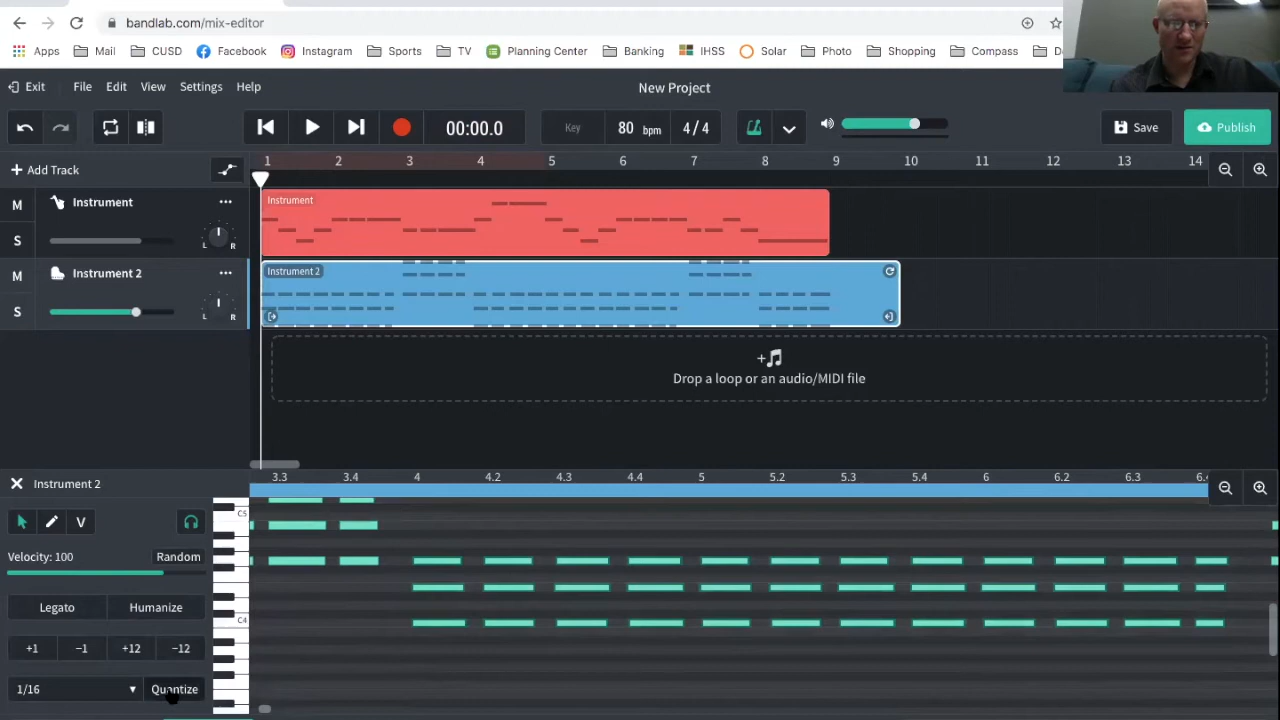 bandlab.com/mix-editor
Apps Mail CUSD Facebook Instagram Sports TV Planning Center Banking IHSS Solar Photo Shopping Compass D
Exit File Edit View Settings Help New Project
00:00.0 Key 80 bpm 4/4 Save Publish
+ Add Track 1 2 3 4 5 6 7 8 9 10 11 12 13 14
M Instrument ... Instrument
S L R
M Instrument 2 ... Instrument 2
S L R
Drop a loop or an audio/MIDI file
Instrument 2 3.3 3.4 4 4.2 4.3 4.4 5 5.2 5.3 5.4 6 6.2 6.3 6.4
V C5
Velocity: 100 Random
Legato Humanize
C4
+1 −1 +12 −12
1/16 Quantize